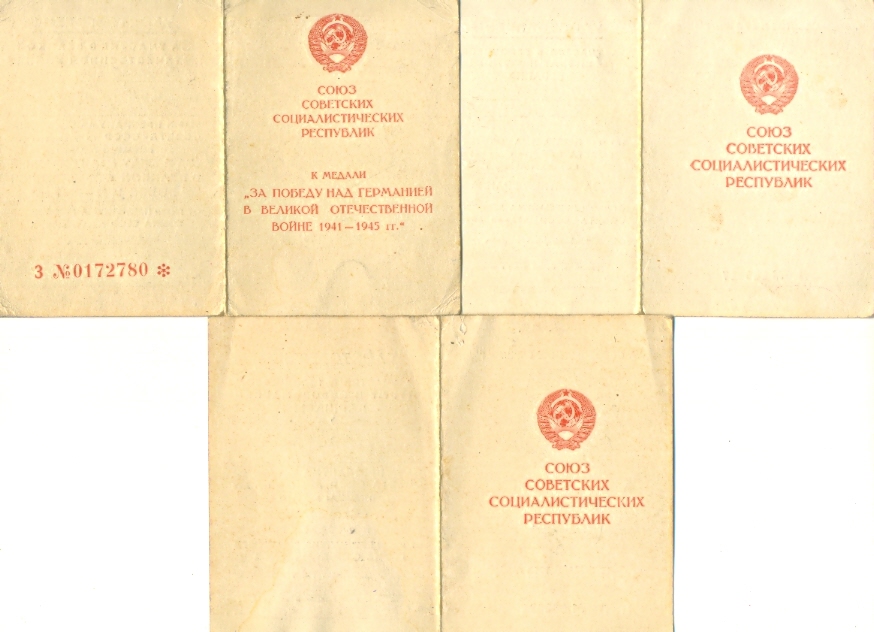 СОЮЗ
СОВЕТСКИХ
СОЦИАЛИСТИЧЕСКИХ
РЕСПУБЛИК
К МЕДАЛИ
„ЗА ПОБЕДУ НАД ГЕРМАНИЕЙ
В ВЕЛИКОЙ ОТЕЧЕСТВЕННОЙ
ВОЙНЕ 1941—1945 гг.“
З №0172780 *
СОЮЗ
СОВЕТСКИХ
СОЦИАЛИСТИЧЕСКИХ
РЕСПУБЛИК
СОЮЗ
СОВЕТСКИХ
СОЦИАЛИСТИЧЕСКИХ
РЕСПУБЛИК